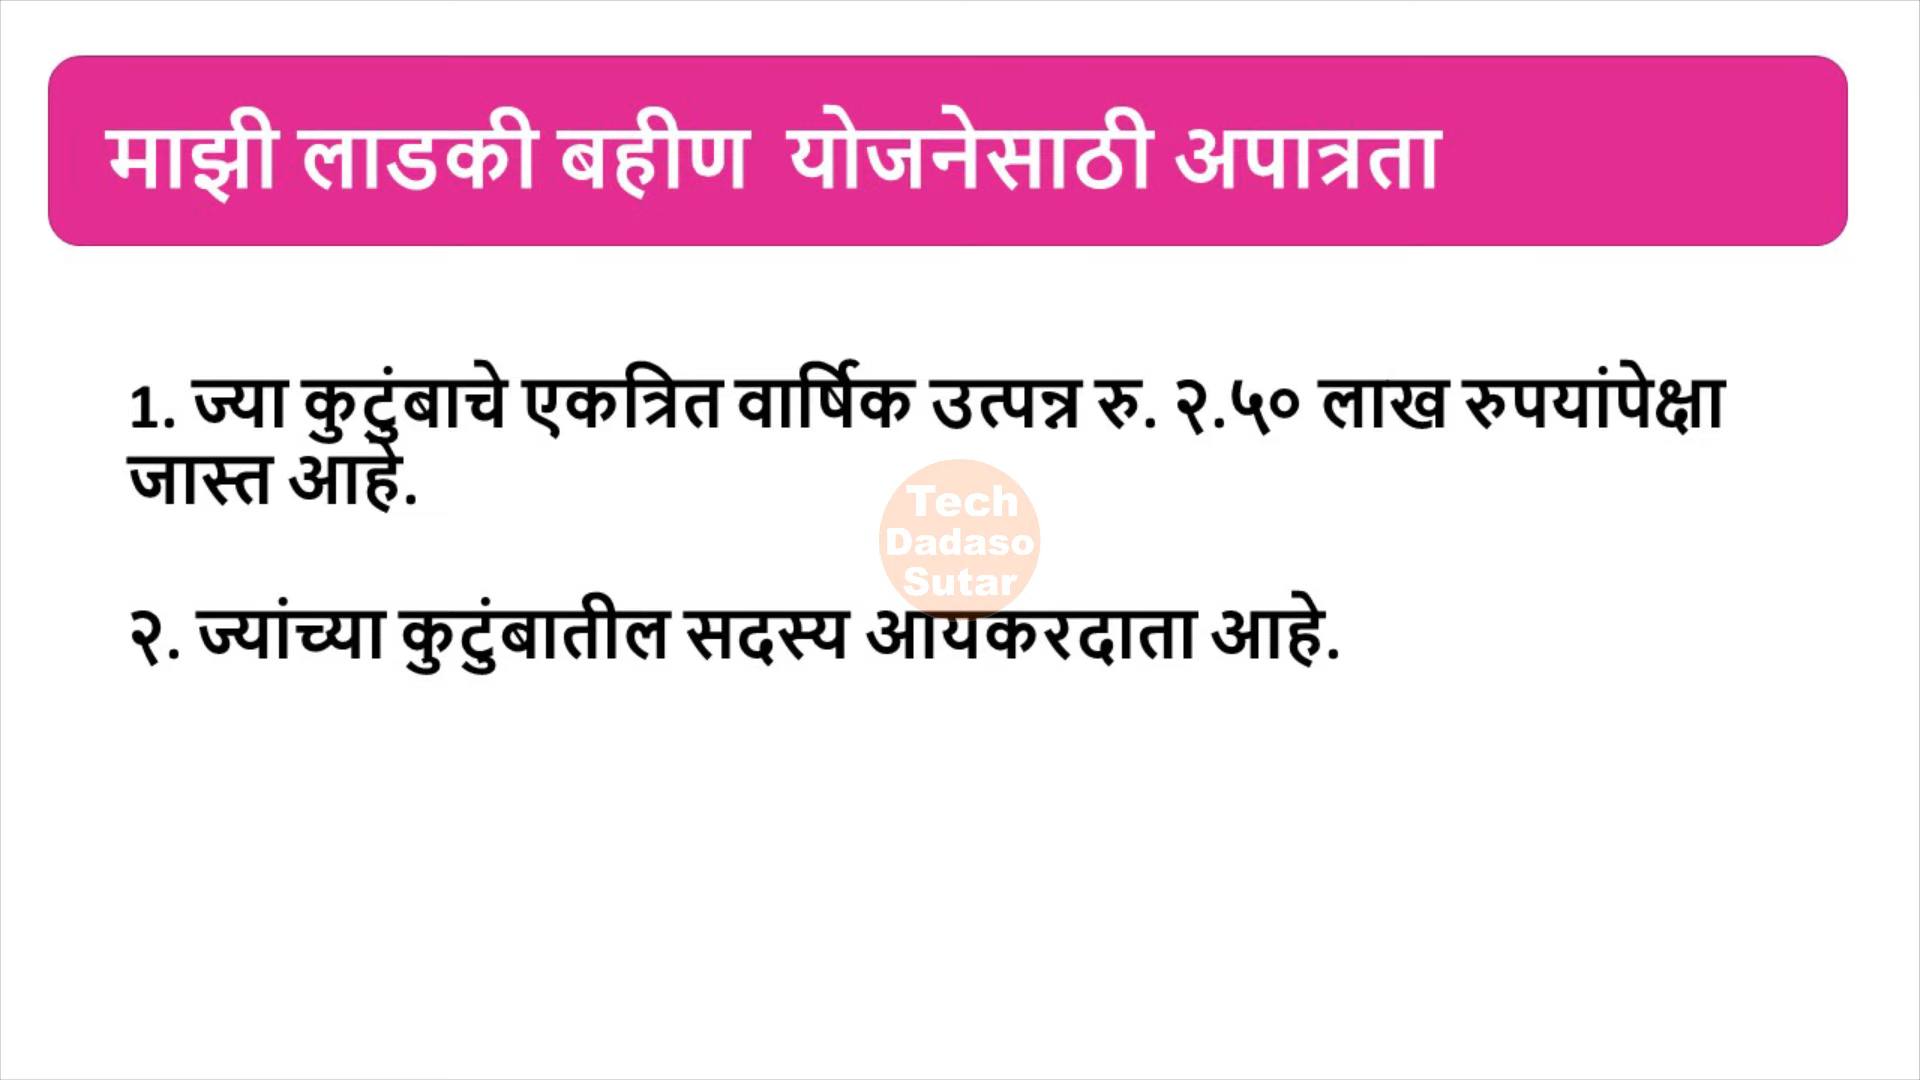 माझी लाडकी बहीण योजनेसाठी अपात्रता
1. ज्या कुटुंबाचे एकत्रित वार्षिक उत्पन्न रु. २.५० लाख रुपयांपेक्षा
जास्त आहे.
Tech
Dadaso
Sutar
२. ज्यांच्या कुटुंबातील सदस्य आयकरदाता आहे.